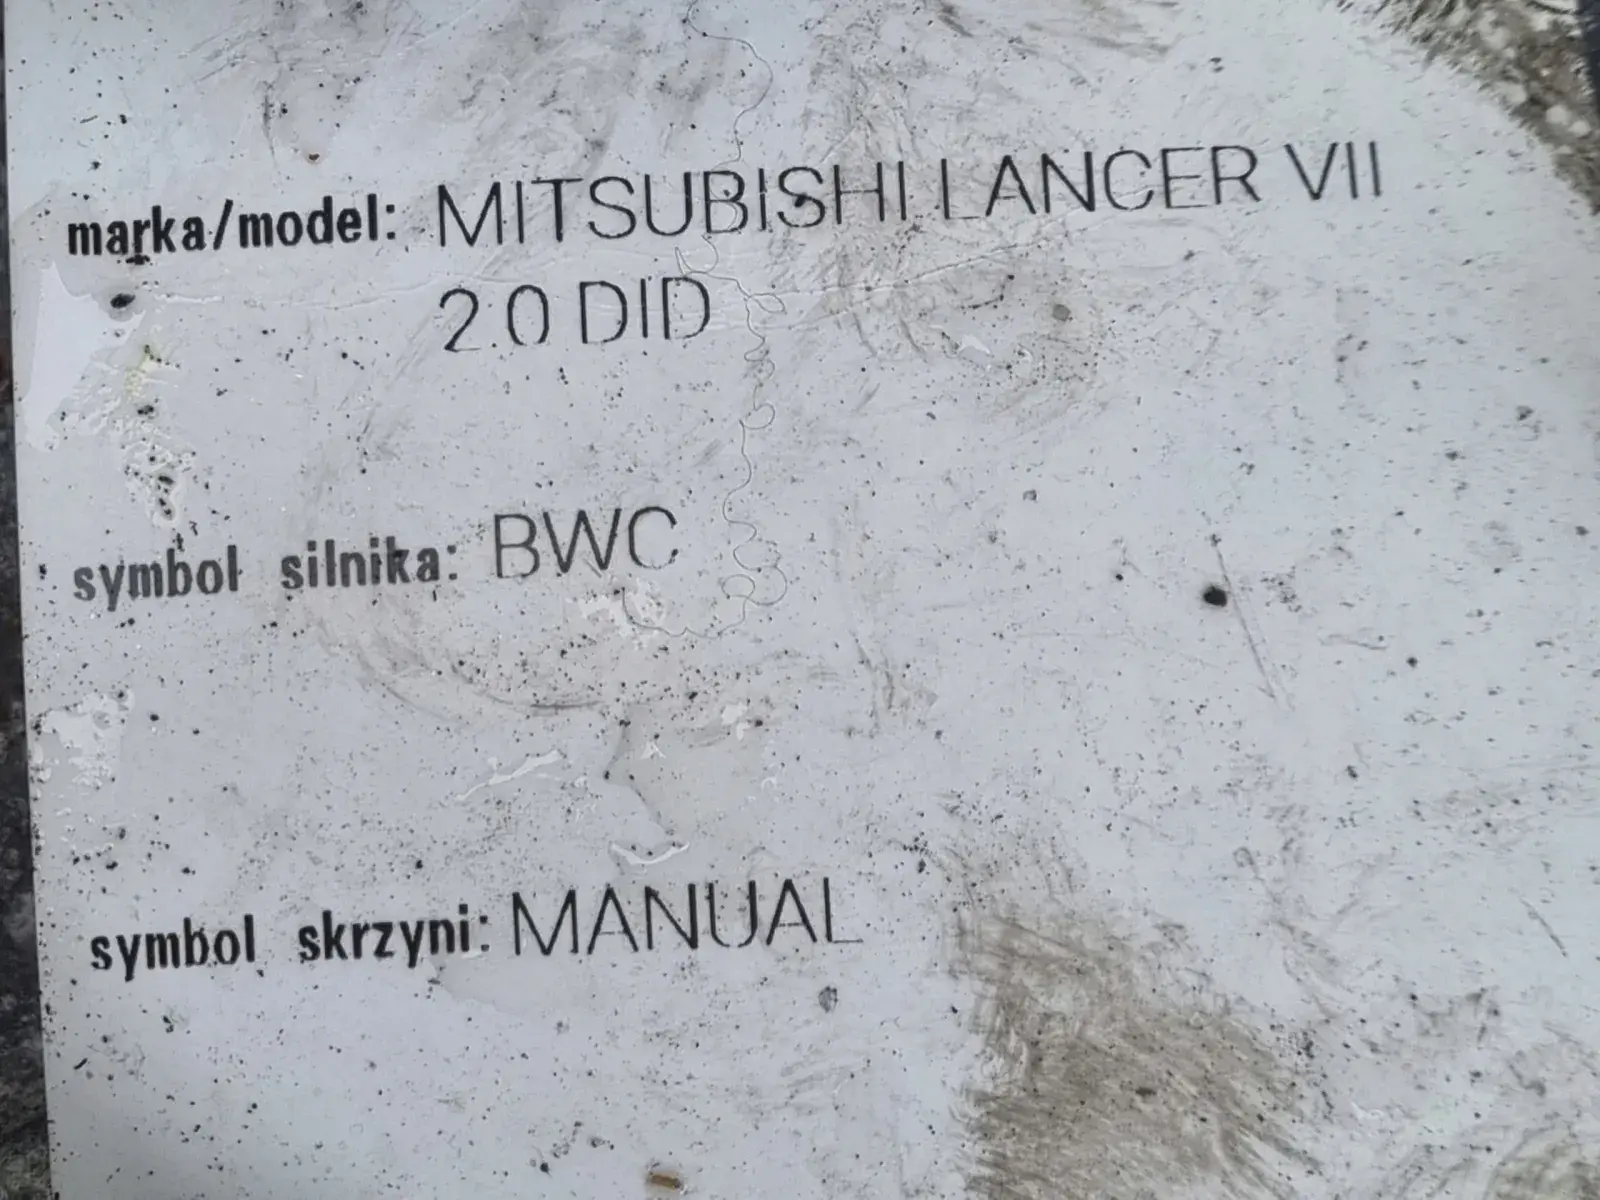 marka/model: MITSUBISHI LANCER VII
2.0 DID
symbol silnika: BWC
symbol skrzyni: MANUAL